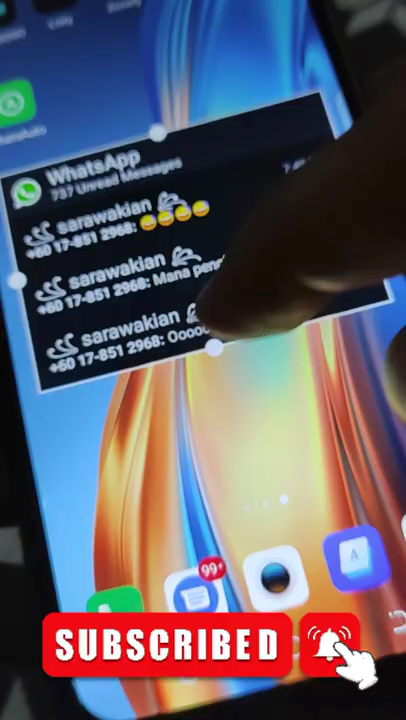 WhatsApp
737 Unread Messages
sarawakian
+60 17-851 2968: 😂😂😂😂
sarawakian
+60 17-851 2968: Mana
sarawakian
+60 17-851 2968:
99+
SUBSCRIBED